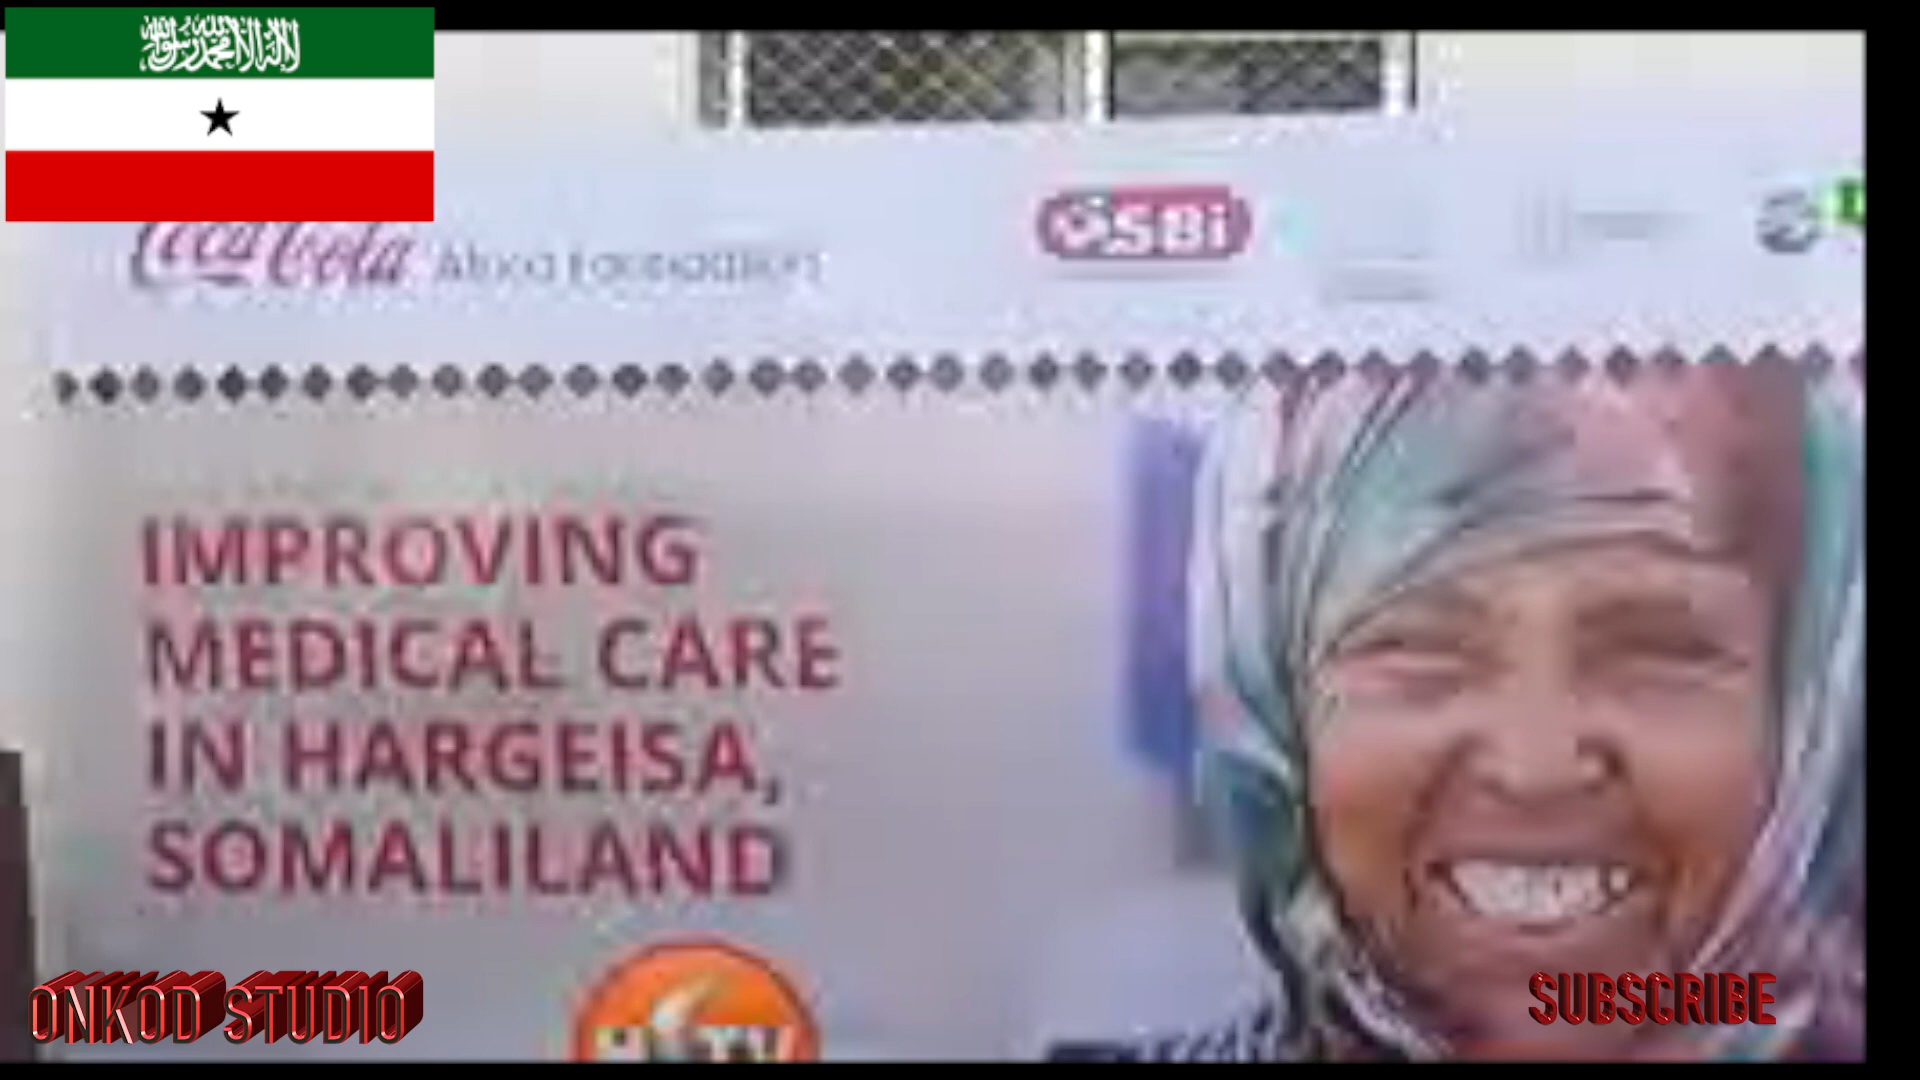 لا إله إلا الله محمد رسول الله
Coca-Cola Africa Foundation
SBi
IMPROVING
MEDICAL CARE
IN HARGEISA,
SOMALILAND
ONKOD STUDIO
SUBSCRIBE